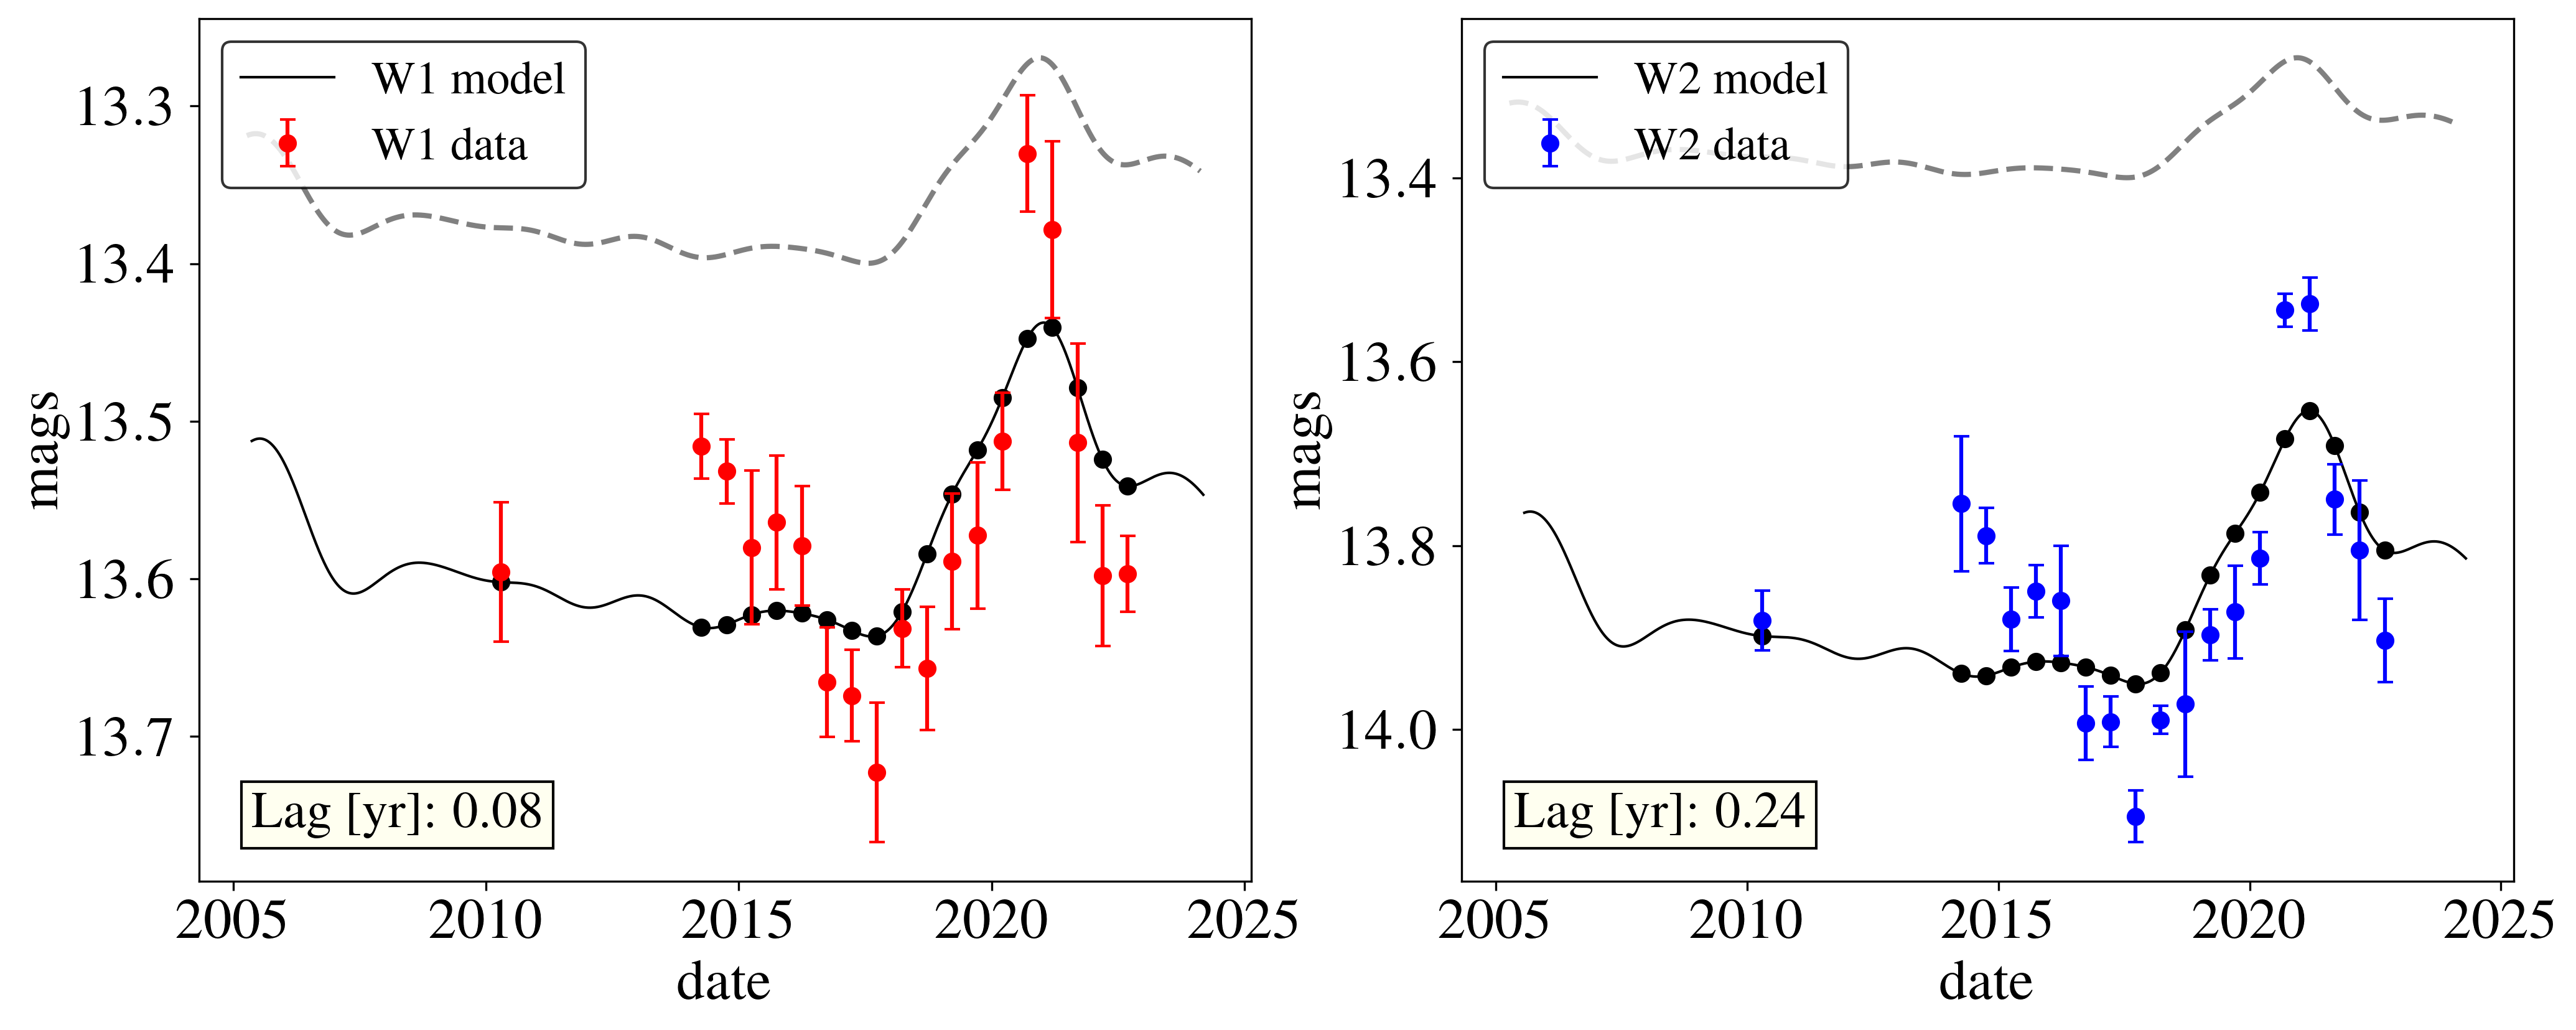 W1 model
W1 data
13.3
13.4
13.5
13.6
13.7
mags
Lag [yr]: 0.08
2005
2010
2015
2020
2025
date
W2 model
W2 data
13.4
13.6
13.8
14.0
mags
Lag [yr]: 0.24
2005
2010
2015
2020
2025
date